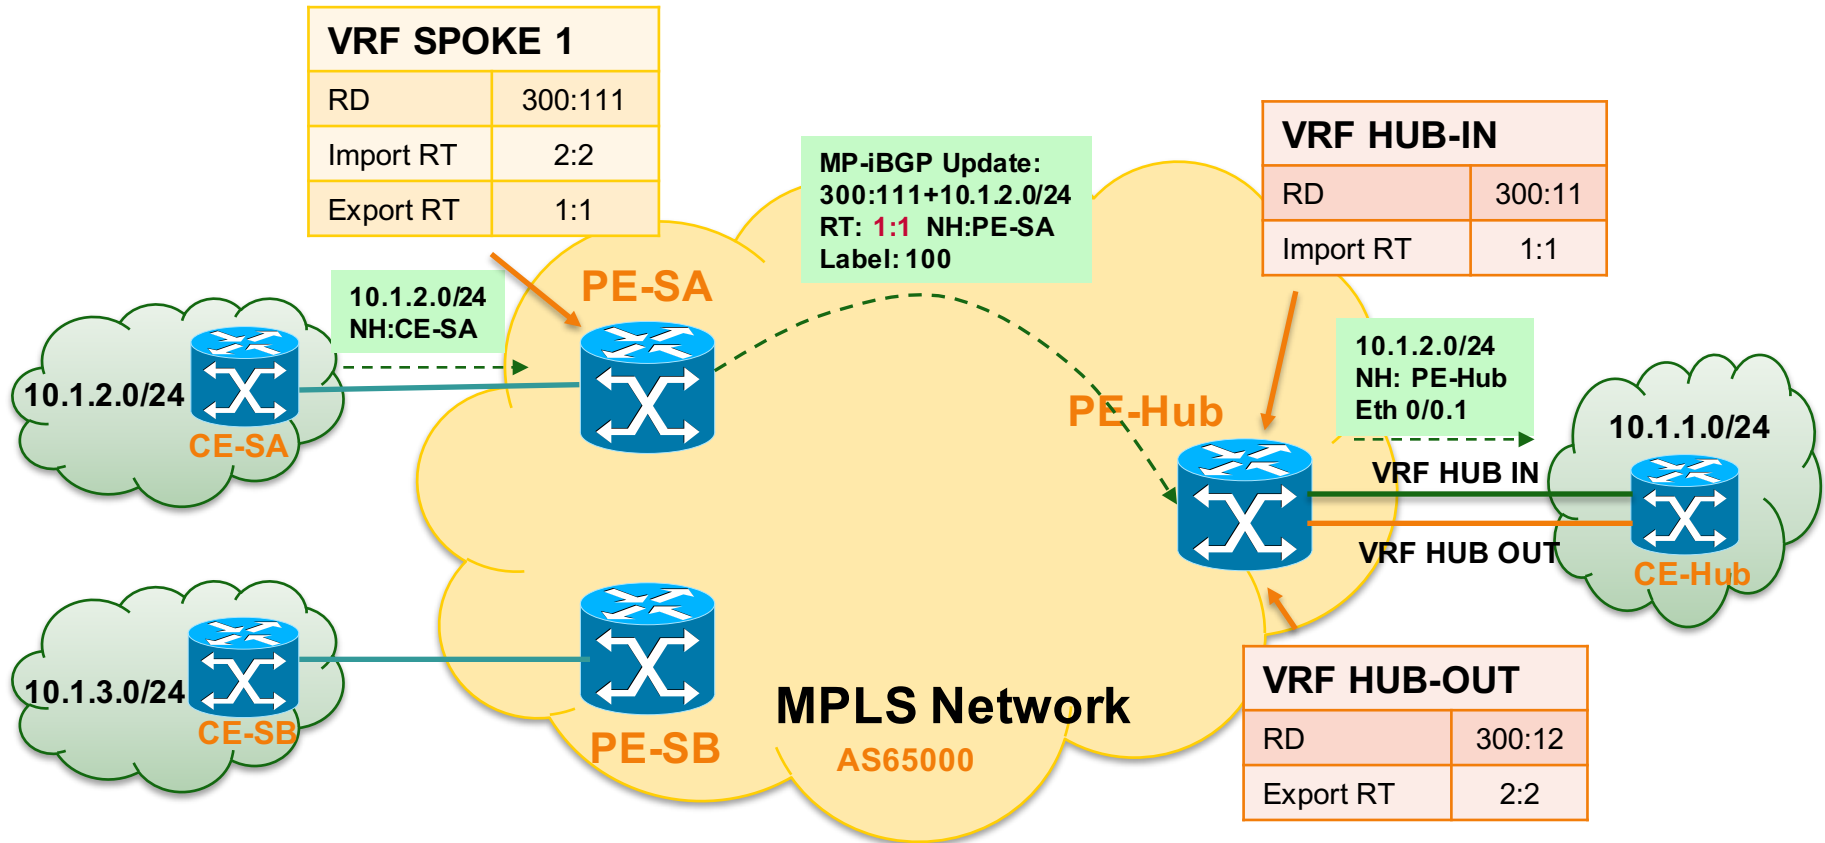 VRF SPOKE 1
RD 300:111
Import RT 2:2
Export RT 1:1
MP-iBGP Update:
300:111+10.1.2.0/24
RT: 1:1 NH:PE-SA
Label: 100
VRF HUB-IN
RD 300:11
Import RT 1:1
10.1.2.0/24
NH:CE-SA
PE-SA
10.1.2.0/24
CE-SA
10.1.2.0/24
NH: PE-Hub
Eth 0/0.1
PE-Hub
10.1.1.0/24
VRF HUB IN
VRF HUB OUT
CE-Hub
10.1.3.0/24
CE-SB
PE-SB
MPLS Network
AS65000
VRF HUB-OUT
RD 300:12
Export RT 2:2